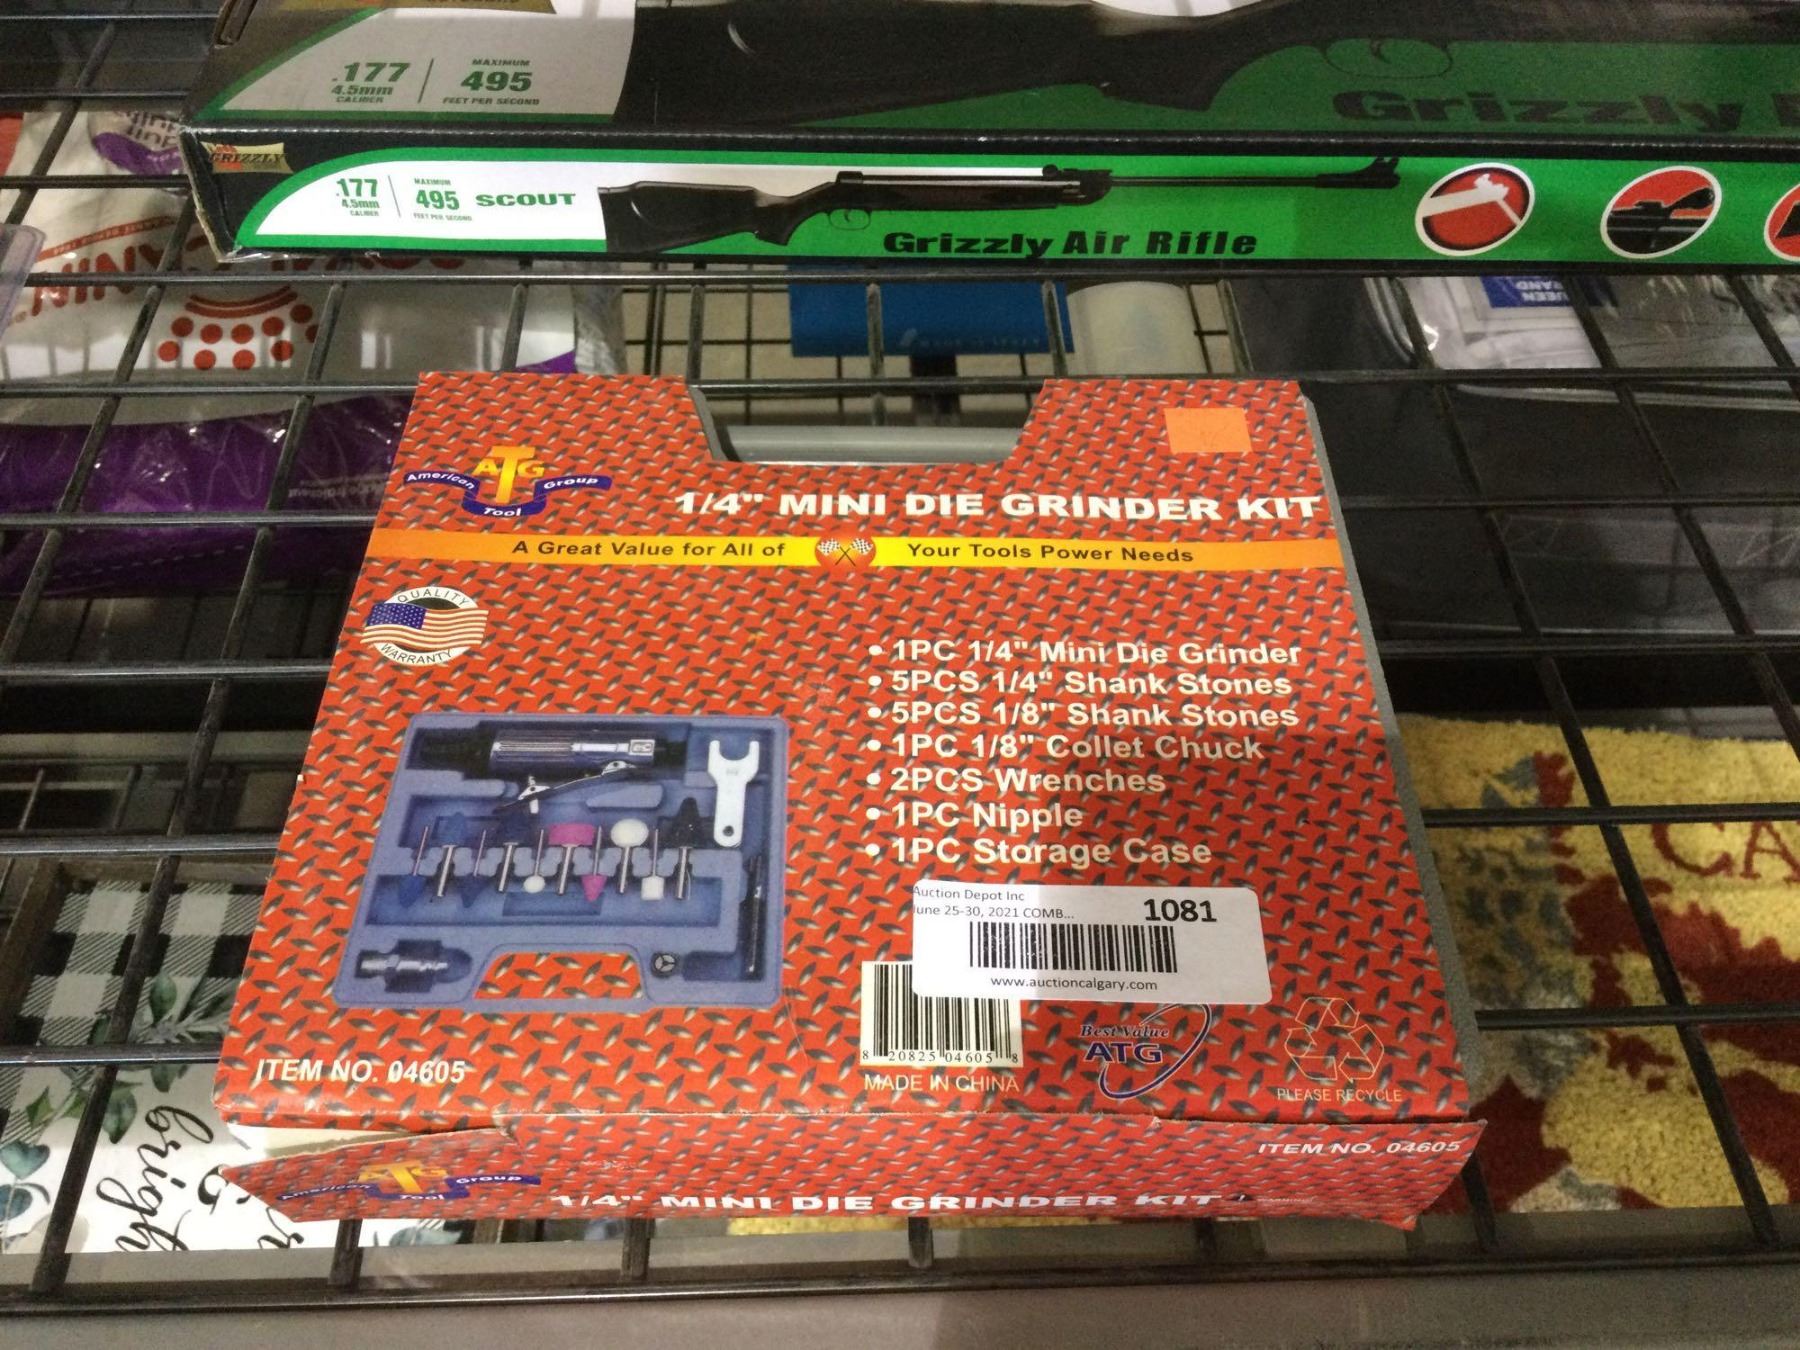 .177
4.5mm
CALIBER
MAXIMUM
495
FEET PER SECOND
Grizzly
GRIZZLY
.177
4.5mm
CALIBER
MAXIMUM
495
FEET PER SECOND
SCOUT
Grizzly Air Rifle
ATG
American Tool Group
1/4" MINI DIE GRINDER KIT
A Great Value for All of Your Tools Power Needs
QUALITY
WARRANTY
• 1PC 1/4" Mini Die Grinder
• 5PCS 1/4" Shank Stones
• 5PCS 1/8" Shank Stones
• 1PC 1/8" Collet Chuck
• 2PCS Wrenches
• 1PC Nipple
• 1PC Storage Case
Auction Depot Inc
June 25-30, 2021 COMB...
1081
www.auctioncalgary.com
8 20825 04605 8
MADE IN CHINA
Best Value
ATG
PLEASE RECYCLE
ITEM NO. 04605
ITEM NO. 04605
ATG
American Tool Group
1/4" MINI DIE GRINDER KIT